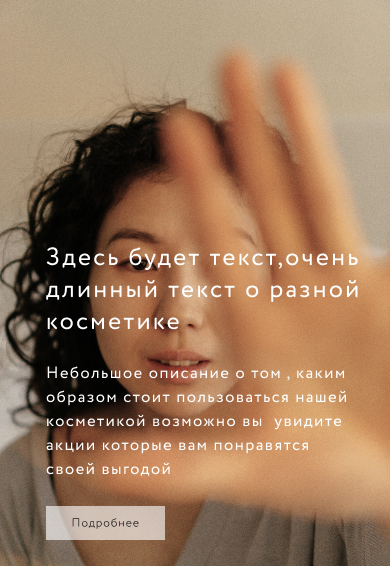 Здесь будет текст,очень
длинный текст о разной
косметике
Небольшое описание о том , каким
образом стоит пользоваться нашей
косметикой возможно вы  увидите
акции которые вам понравятся
своей выгодой
Подробнее